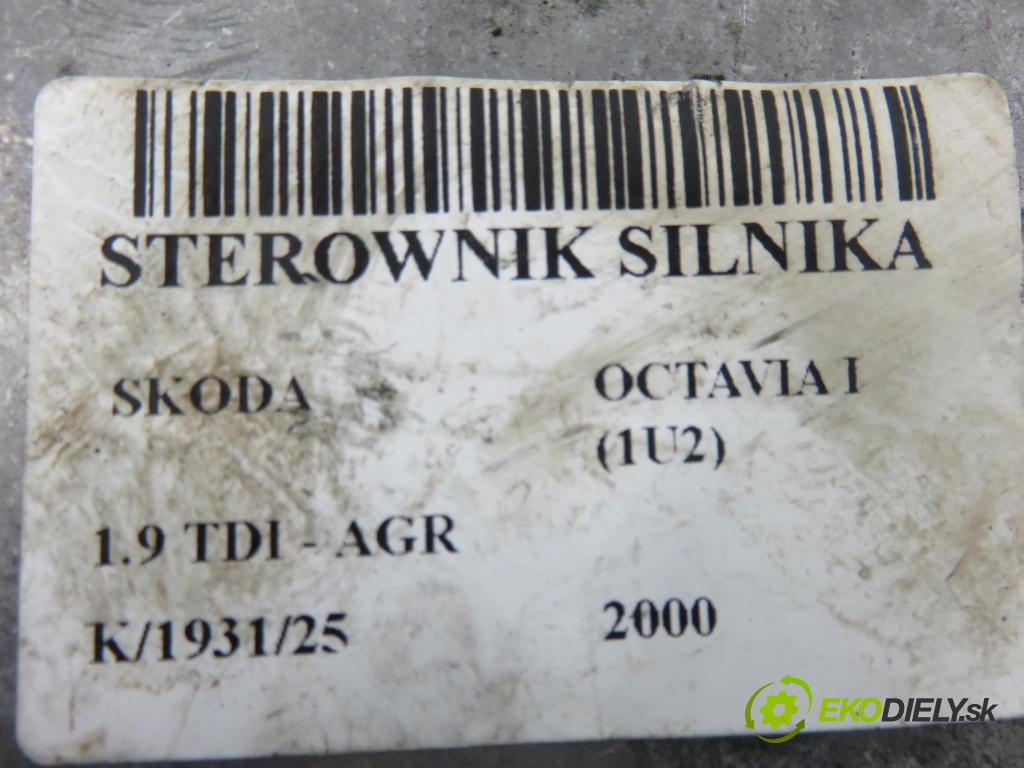 STEROWNIK SILNIKA
SKODA
OCTAVIA I
(1U2)
1.9 TDI - AGR
K/1931/25
2000
EKODIELY.sk